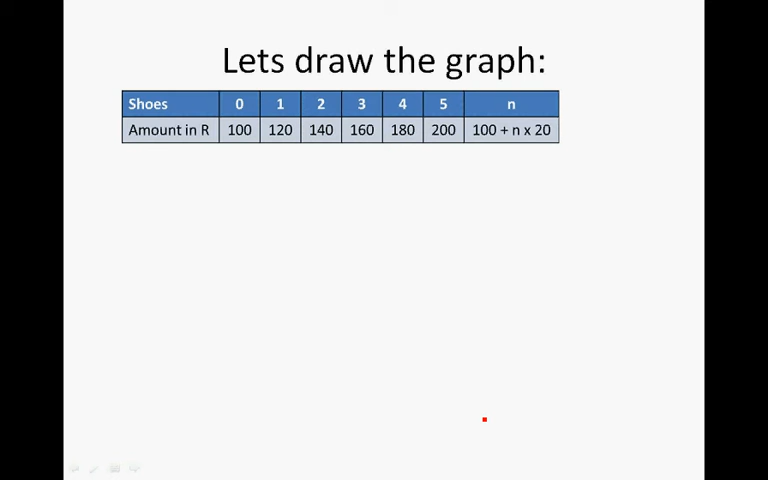 Lets draw the graph:
Shoes 0 1 2 3 4 5 n
Amount in R 100 120 140 160 180 200 100 + n x 20